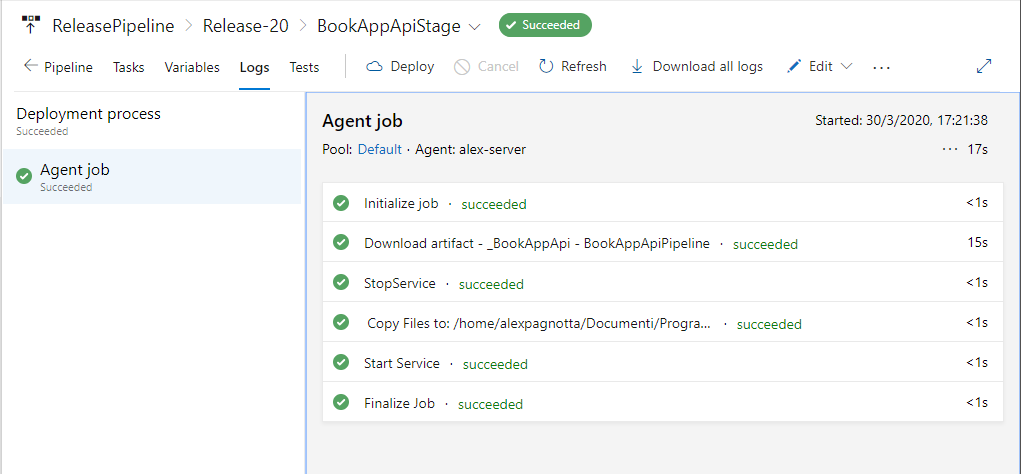 ReleasePipeline > Release-20 > BookAppApiStage Succeeded
Pipeline Tasks Variables Logs Tests Deploy Cancel Refresh Download all logs Edit ...
Deployment process
Succeeded
Agent job
Succeeded
Agent job Started: 30/3/2020, 17:21:38
Pool: Default · Agent: alex-server ... 17s
Initialize job · succeeded <1s
Download artifact - _BookAppApi - BookAppApiPipeline · succeeded 15s
StopService · succeeded <1s
Copy Files to: /home/alexpagnotta/Documenti/Progra... · succeeded <1s
Start Service · succeeded <1s
Finalize Job · succeeded <1s